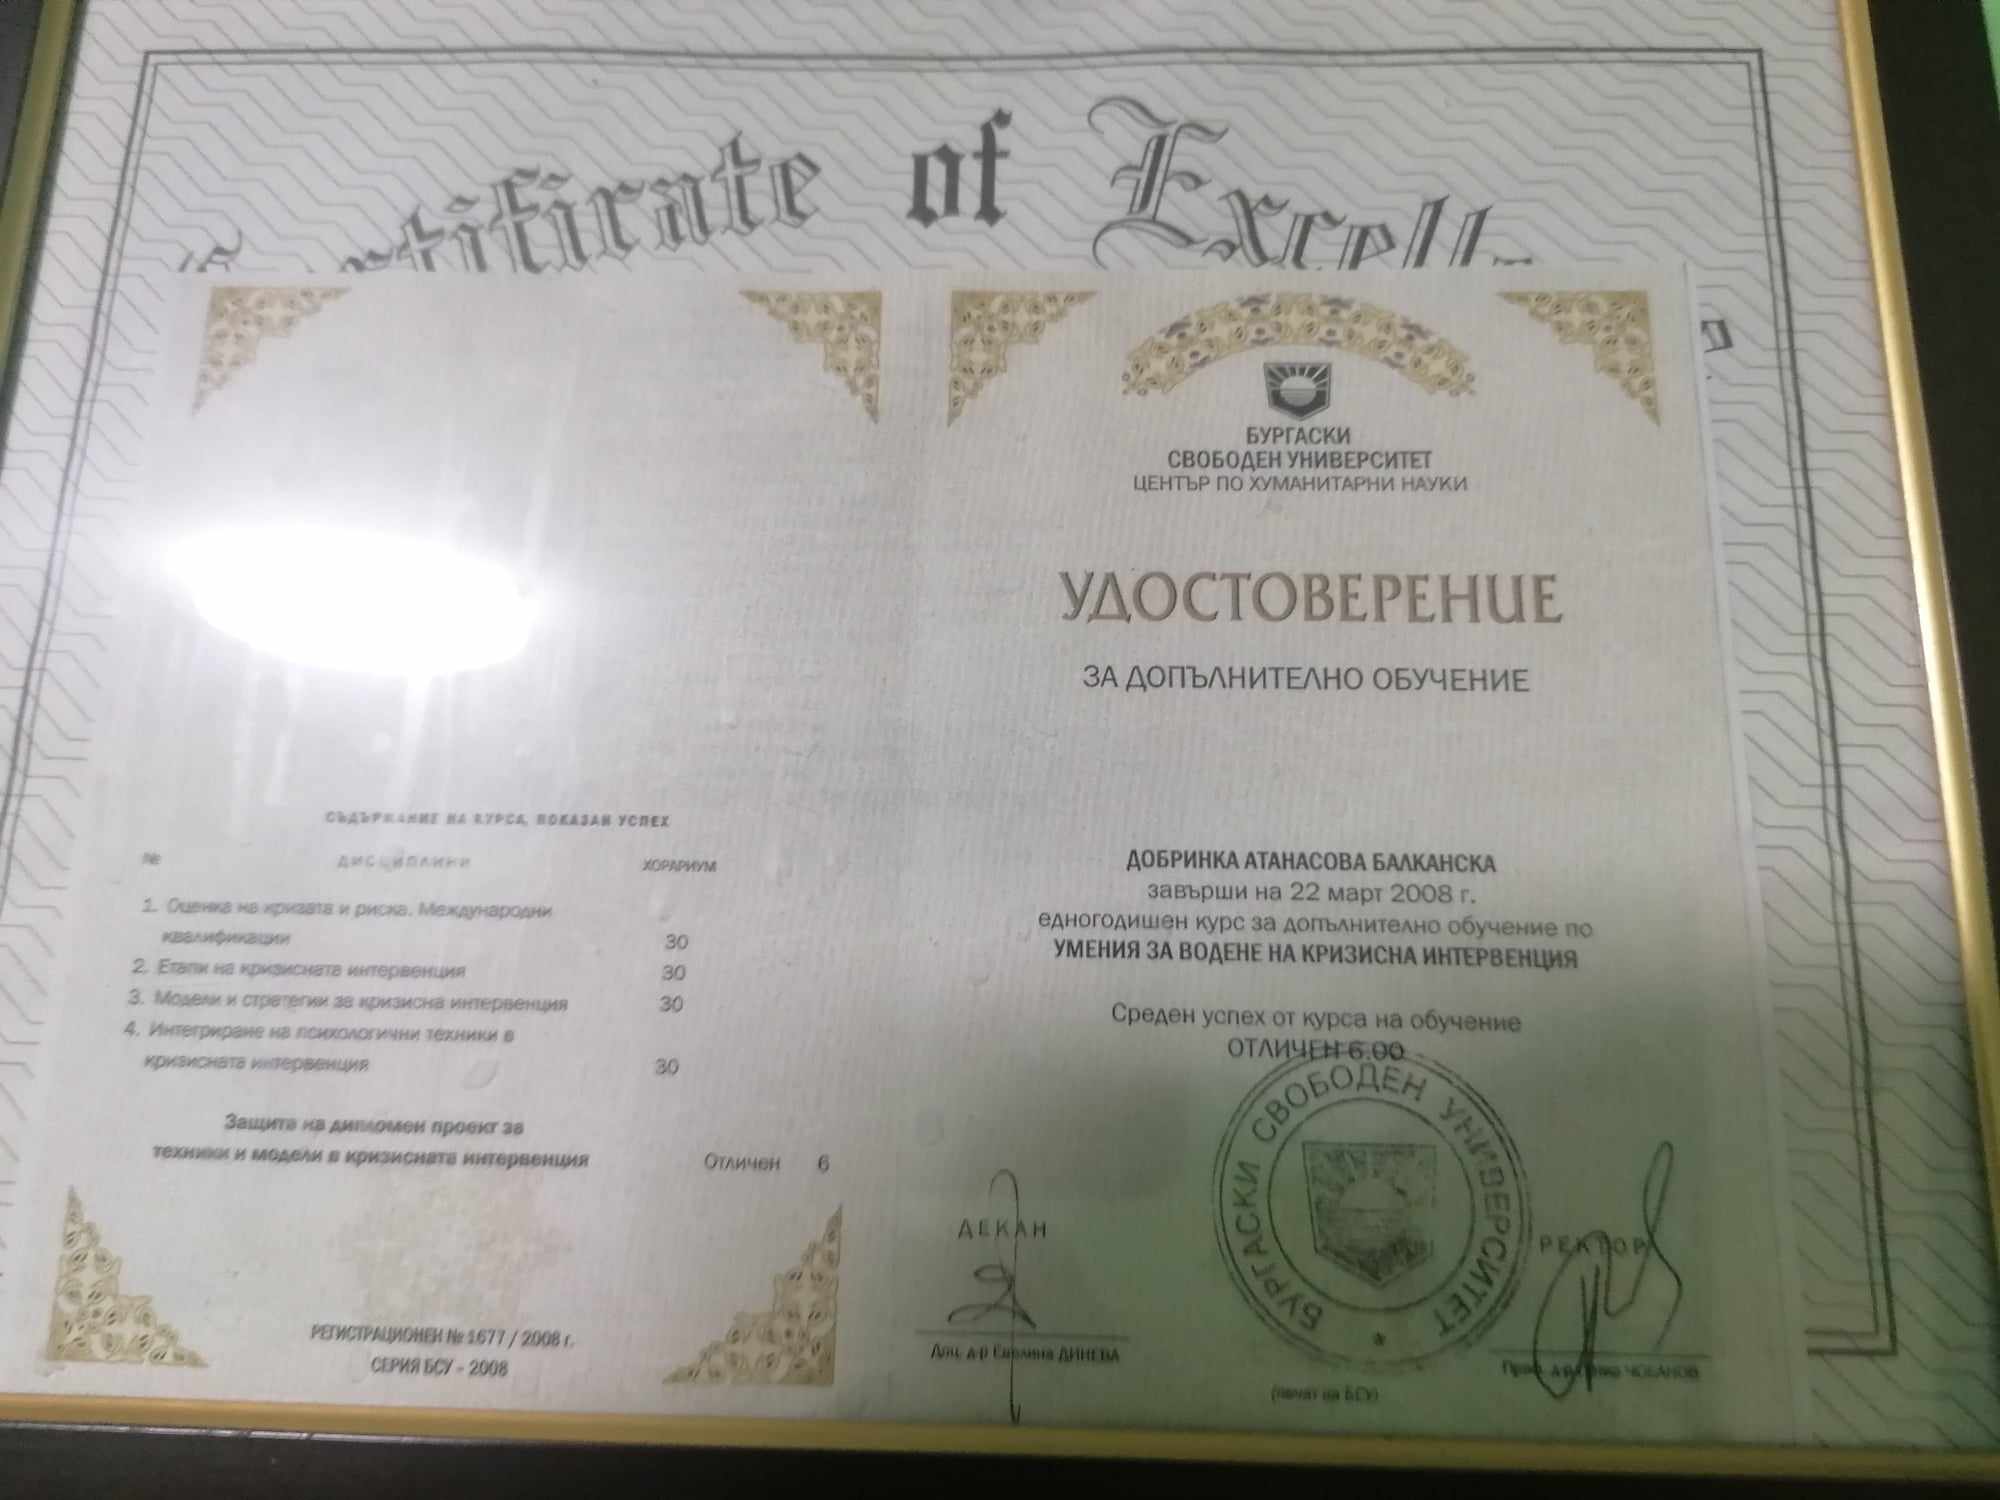 Certificate of Excell
СЪДЪРЖАНИЕ НА КУРСА, ПОКАЗАН УСПЕХ
№ ДИСЦИПЛИНИ ХОРАРИУМ
1. Оценка на кризата и риска. Международни
квалификации 30
2. Етапи на кризисната интервенция 30
3. Модели и стратегии за кризисна интервенция 30
4. Интегриране на психологични техники в
кризисната интервенция 30
Защита на дипломен проект за
техники и модели в кризисната интервенция Отличен 6
РЕГИСТРАЦИОНЕН № 1677 / 2008 г.
СЕРИЯ БСУ - 2008
БУРГАСКИ
СВОБОДЕН УНИВЕРСИТЕТ
ЦЕНТЪР ПО ХУМАНИТАРНИ НАУКИ
УДОСТОВЕРЕНИЕ
ЗА ДОПЪЛНИТЕЛНО ОБУЧЕНИЕ
ДОБРИНКА АТАНАСОВА БАЛКАНСКА
завърши на 22 март 2008 г.
едногодишен курс за допълнително обучение по
УМЕНИЯ ЗА ВОДЕНЕ НА КРИЗИСНА ИНТЕРВЕНЦИЯ
Среден успех от курса на обучение
ОТЛИЧЕН 6.00
БУРГАСКИ СВОБОДЕН УНИВЕРСИТЕТ
ДЕКАН
Доц. д-р Евелина ДИНЕВА
РЕКТОР
Проф. д-р ЧОБАНОВ
(печат на БСУ)